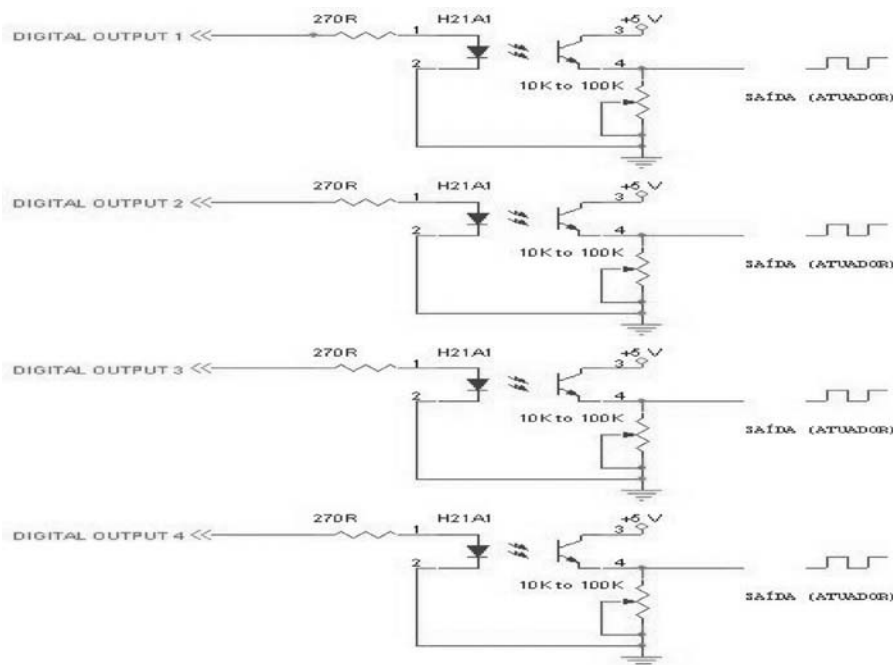 270R H21A1 +5 V
DIGITAL OUTPUT 1 << 1 3
2 4
10K to 100K SAÍDA (ATUADOR)
270R H21A1 +5 V
DIGITAL OUTPUT 2 << 1 3
2 4
10K to 100K SAÍDA (ATUADOR)
270R H21A1 +5 V
DIGITAL OUTPUT 3 << 1 3
2 4
10K to 100K SAÍDA (ATUADOR)
270R H21A1 +5 V
DIGITAL OUTPUT 4 << 1 3
2 4
10K to 100K SAÍDA (ATUADOR)